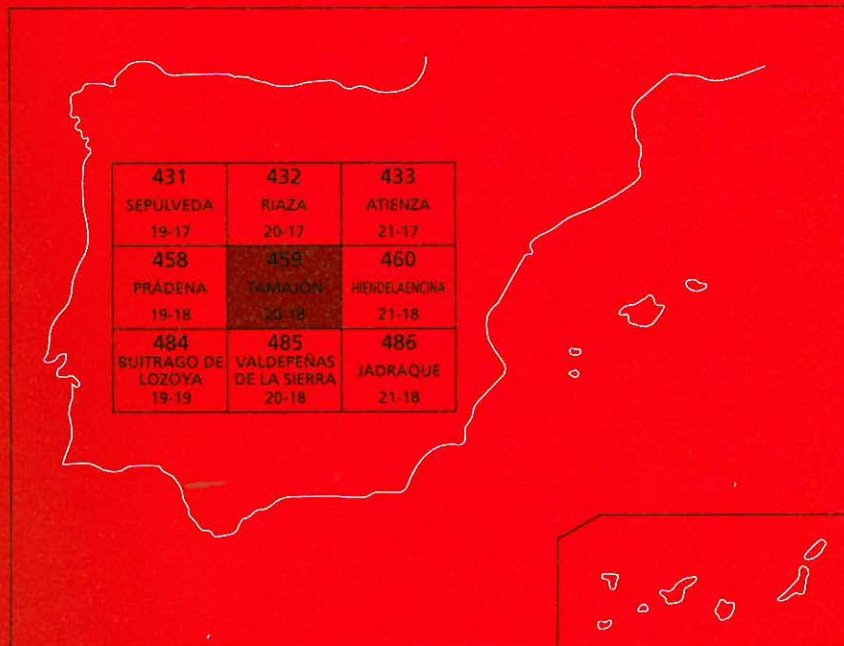 431
SEPÚLVEDA
19-17
432
RIAZA
20-17
433
ATIENZA
21-17
458
PRÁDENA
19-18
459
TAMAJON
20-18
460
HIENDELAENCINA
21-18
484
BUITRAGO DE
LOZOYA
19-19
485
VALDEPEÑAS
DE LA SIERRA
20-18
486
JADRAQUE
21-18